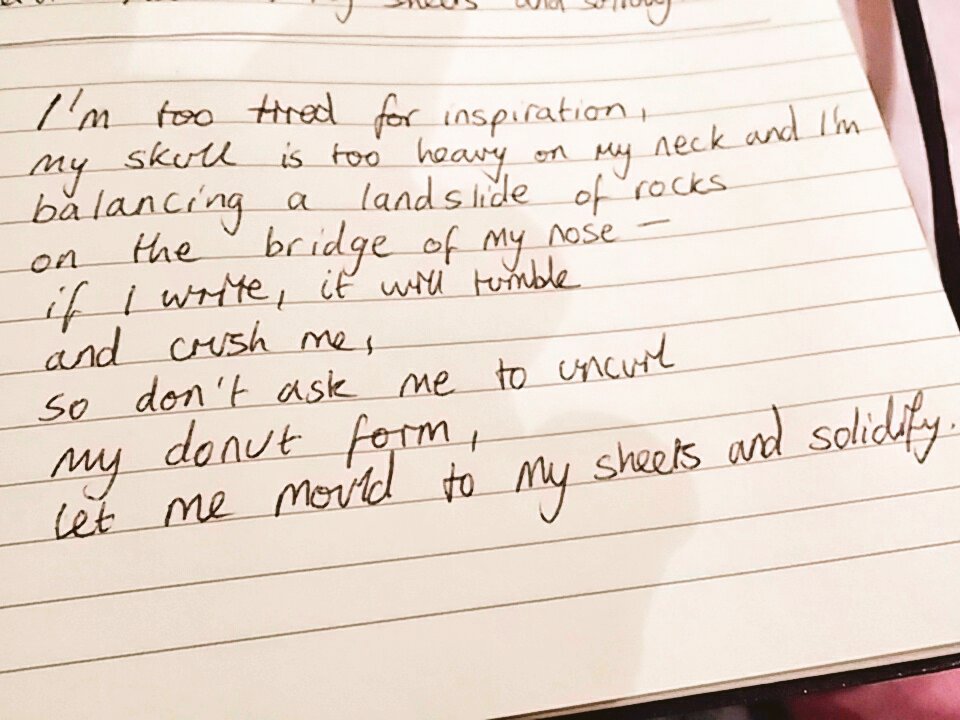 my sheets and solidify
I'm too tired for inspiration,
my skull is too heavy on my neck and I'm
balancing a landslide of rocks
on the bridge of my nose –
if I write, it will tumble
and crush me,
so don't ask me to uncurl
my donut form,
let me mould to my sheets and solidify.